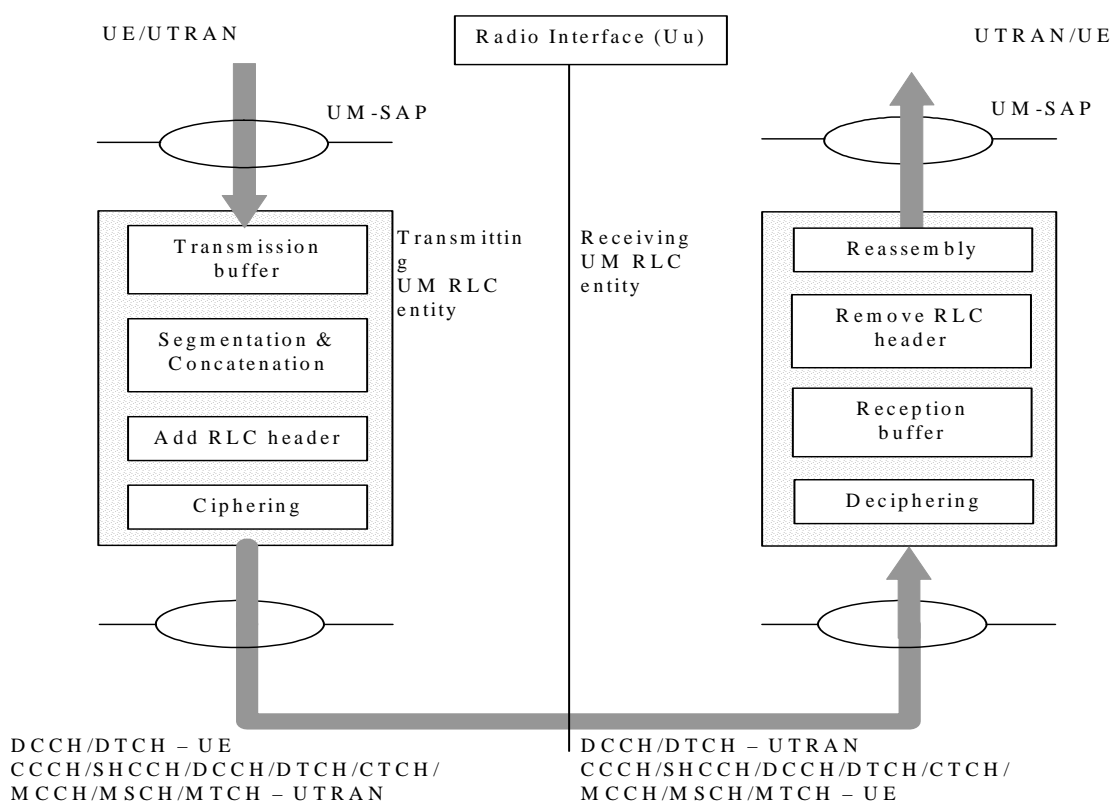 UE/UTRAN
Radio Interface (Uu)
UTRAN/UE
UM-SAP
UM-SAP
Transmission
buffer
Segmentation &
Concatenation
Add RLC header
Ciphering
Transmittin
g
UM RLC
entity
Receiving
UM RLC
entity
Reassembly
Remove RLC
header
Reception
buffer
Deciphering
DCCH/DTCH – UE
CCCH/SHCCH/DCCH/DTCH/CTCH/
MCCH/MSCH/MTCH – UTRAN
DCCH/DTCH – UTRAN
CCCH/SHCCH/DCCH/DTCH/CTCH/
MCCH/MSCH/MTCH – UE